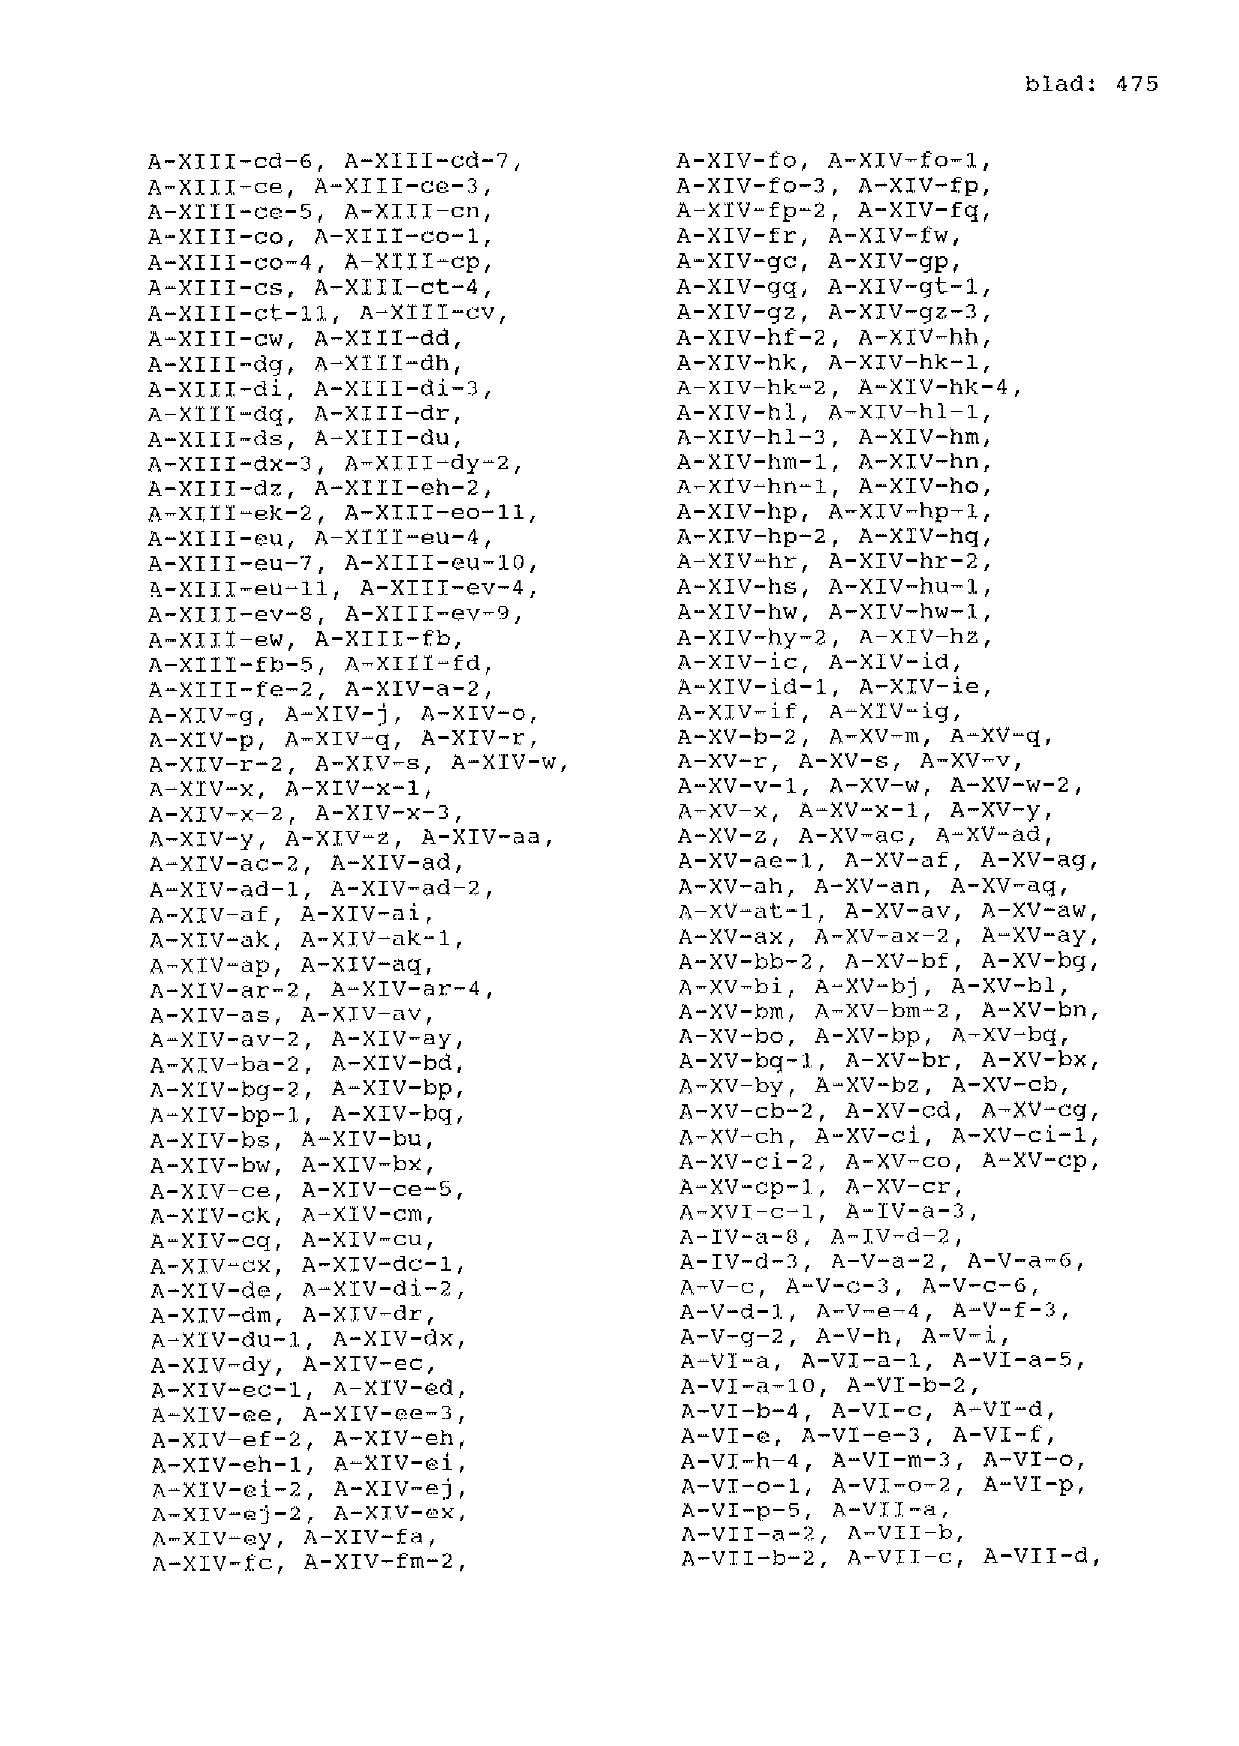 blad: 475
A-XIII-cd-6, A-XIII-cd-7,
A-XIII-ce, A-XIII-ce-3,
A-XIII-ce-5, A-XIII-cn,
A-XIII-co, A-XIII-co-1,
A-XIII-co-4, A-XIII-cp,
A-XIII-cs, A-XIII-ct-4,
A-XIII-ct-11, A-XIII-cv,
A-XIII-cw, A-XIII-dd,
A-XIII-dg, A-XIII-dh,
A-XIII-di, A-XIII-di-3,
A-XIII-dq, A-XIII-dr,
A-XIII-ds, A-XIII-du,
A-XIII-dx-3, A-XIII-dy-2,
A-XIII-dz, A-XIII-eh-2,
A-XIII-ek-2, A-XIII-eo-11,
A-XIII-eu, A-XIII-eu-4,
A-XIII-eu-7, A-XIII-eu-10,
A-XIII-eu-11, A-XIII-ev-4,
A-XIII-ev-8, A-XIII-ev-9,
A-XIII-ew, A-XIII-fb,
A-XIII-fb-5, A-XIII-fd,
A-XIII-fe-2, A-XIV-a-2,
A-XIV-g, A-XIV-j, A-XIV-o,
A-XIV-p, A-XIV-q, A-XIV-r,
A-XIV-r-2, A-XIV-s, A-XIV-w,
A-XIV-x, A-XIV-x-1,
A-XIV-x-2, A-XIV-x-3,
A-XIV-y, A-XIV-z, A-XIV-aa,
A-XIV-ac-2, A-XIV-ad,
A-XIV-ad-1, A-XIV-ad-2,
A-XIV-af, A-XIV-ai,
A-XIV-ak, A-XIV-ak-1,
A-XIV-ap, A-XIV-aq,
A-XIV-ar-2, A-XIV-ar-4,
A-XIV-as, A-XIV-av,
A-XIV-av-2, A-XIV-ay,
A-XIV-ba-2, A-XIV-bd,
A-XIV-bg-2, A-XIV-bp,
A-XIV-bp-1, A-XIV-bq,
A-XIV-bs, A-XIV-bu,
A-XIV-bw, A-XIV-bx,
A-XIV-ce, A-XIV-ce-5,
A-XIV-ck, A-XIV-cm,
A-XIV-cq, A-XIV-cu,
A-XIV-cx, A-XIV-dc-1,
A-XIV-de, A-XIV-di-2,
A-XIV-dm, A-XIV-dr,
A-XIV-du-1, A-XIV-dx,
A-XIV-dy, A-XIV-ec,
A-XIV-ec-1, A-XIV-ed,
A-XIV-ee, A-XIV-ee-3,
A-XIV-ef-2, A-XIV-eh,
A-XIV-eh-1, A-XIV-ei,
A-XIV-ei-2, A-XIV-ej,
A-XIV-ej-2, A-XIV-ex,
A-XIV-ey, A-XIV-fa,
A-XIV-fc, A-XIV-fm-2,
A-XIV-fo, A-XIV-fo-1,
A-XIV-fo-3, A-XIV-fp,
A-XIV-fp-2, A-XIV-fq,
A-XIV-fr, A-XIV-fw,
A-XIV-gc, A-XIV-gp,
A-XIV-gq, A-XIV-gt-1,
A-XIV-gz, A-XIV-gz-3,
A-XIV-hf-2, A-XIV-hh,
A-XIV-hk, A-XIV-hk-1,
A-XIV-hk-2, A-XIV-hk-4,
A-XIV-hl, A-XIV-hl-1,
A-XIV-hl-3, A-XIV-hm,
A-XIV-hm-1, A-XIV-hn,
A-XIV-hn-1, A-XIV-ho,
A-XIV-hp, A-XIV-hp-1,
A-XIV-hp-2, A-XIV-hq,
A-XIV-hr, A-XIV-hr-2,
A-XIV-hs, A-XIV-hu-1,
A-XIV-hw, A-XIV-hw-1,
A-XIV-hy-2, A-XIV-hz,
A-XIV-ic, A-XIV-id,
A-XIV-id-1, A-XIV-ie,
A-XIV-if, A-XIV-ig,
A-XV-b-2, A-XV-m, A-XV-q,
A-XV-r, A-XV-s, A-XV-v,
A-XV-v-1, A-XV-w, A-XV-w-2,
A-XV-x, A-XV-x-1, A-XV-y,
A-XV-z, A-XV-ac, A-XV-ad,
A-XV-ae-1, A-XV-af, A-XV-ag,
A-XV-ah, A-XV-an, A-XV-aq,
A-XV-at-1, A-XV-av, A-XV-aw,
A-XV-ax, A-XV-ax-2, A-XV-ay,
A-XV-bb-2, A-XV-bf, A-XV-bg,
A-XV-bi, A-XV-bj, A-XV-bl,
A-XV-bm, A-XV-bm-2, A-XV-bn,
A-XV-bo, A-XV-bp, A-XV-bq,
A-XV-bq-1, A-XV-br, A-XV-bx,
A-XV-by, A-XV-bz, A-XV-cb,
A-XV-cb-2, A-XV-cd, A-XV-cg,
A-XV-ch, A-XV-ci, A-XV-ci-1,
A-XV-ci-2, A-XV-co, A-XV-cp,
A-XV-cp-1, A-XV-cr,
A-XVI-c-1, A-IV-a-3,
A-IV-a-8, A-IV-d-2,
A-IV-d-3, A-V-a-2, A-V-a-6,
A-V-c, A-V-c-3, A-V-c-6,
A-V-d-1, A-V-e-4, A-V-f-3,
A-V-g-2, A-V-h, A-V-i,
A-VI-a, A-VI-a-1, A-VI-a-5,
A-VI-a-10, A-VI-b-2,
A-VI-b-4, A-VI-c, A-VI-d,
A-VI-e, A-VI-e-3, A-VI-f,
A-VI-h-4, A-VI-m-3, A-VI-o,
A-VI-o-1, A-VI-o-2, A-VI-p,
A-VI-p-5, A-VII-a,
A-VII-a-2, A-VII-b,
A-VII-b-2, A-VII-c, A-VII-d,